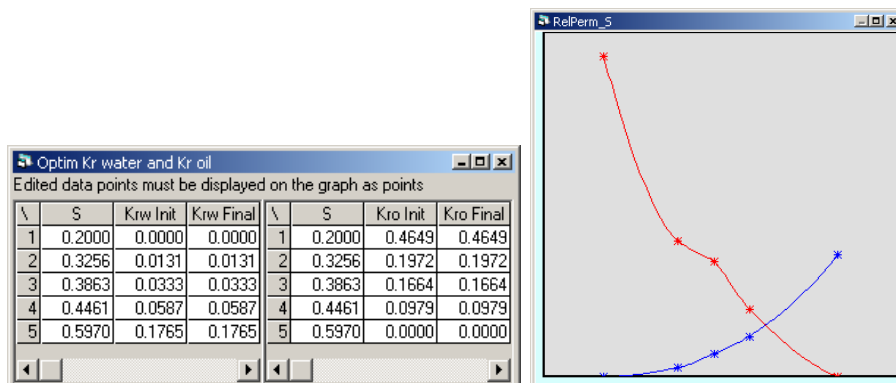 RelPerm_S
Optim Kr water and Kr oil
Edited data points must be displayed on the graph as points
\ S Krw Init Krw Final \ S Kro Init Kro Final
1 0.2000 0.0000 0.0000 1 0.2000 0.4649 0.4649
2 0.3256 0.0131 0.0131 2 0.3256 0.1972 0.1972
3 0.3863 0.0333 0.0333 3 0.3863 0.1664 0.1664
4 0.4461 0.0587 0.0587 4 0.4461 0.0979 0.0979
5 0.5970 0.1765 0.1765 5 0.5970 0.0000 0.0000